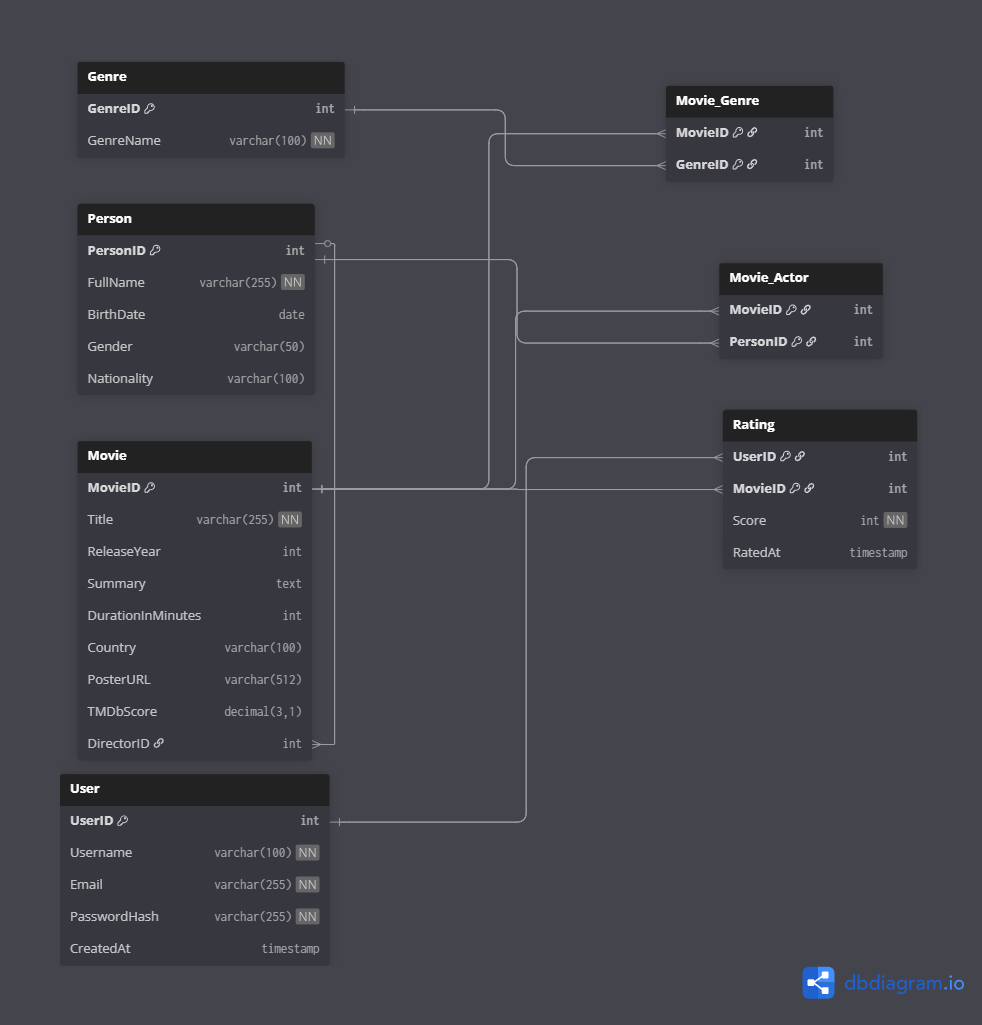 Genre
GenreID int
GenreName varchar(100) NN
Person
PersonID int
FullName varchar(255) NN
BirthDate date
Gender varchar(50)
Nationality varchar(100)
Movie
MovieID int
Title varchar(255) NN
ReleaseYear int
Summary text
DurationInMinutes int
Country varchar(100)
PosterURL varchar(512)
TMDbScore decimal(3,1)
DirectorID int
User
UserID int
Username varchar(100) NN
Email varchar(255) NN
PasswordHash varchar(255) NN
CreatedAt timestamp
Movie_Genre
MovieID int
GenreID int
Movie_Actor
MovieID int
PersonID int
Rating
UserID int
MovieID int
Score int NN
RatedAt timestamp
dbdiagram.io